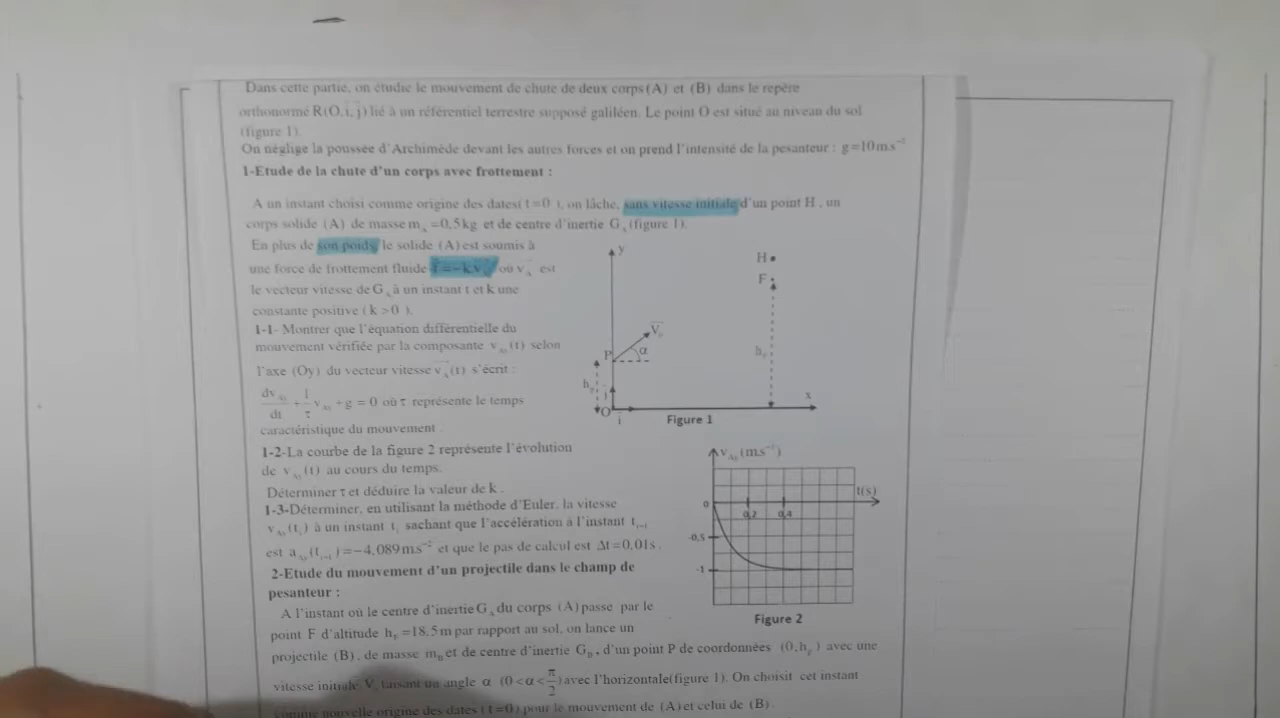 Dans cette partie, on étudie le mouvement de chute de deux corps (A) et (B) dans le repère
orthonormé R(O,i,j) lié à un référentiel terrestre supposé galiléen. Le point O est situé au niveau du sol
(figure 1).
On néglige la poussée d'Archimède devant les autres forces et on prend l'intensité de la pesanteur : g=10m.s⁻²
1-Etude de la chute d'un corps avec frottement :
A un instant choisi comme origine des dates( t=0 ), on lâche, sans vitesse initiale d'un point H , un
corps solide (A) de masse m_A=0,5kg et de centre d'inertie G_A(figure 1).
En plus de son poids, le solide (A) est soumis à
une force de frottement fluide f=-k.v_A où v_A est
le vecteur vitesse de G_A à un instant t et k une
constante positive ( k>0 ).
1-1- Montrer que l'équation différentielle du
mouvement vérifiée par la composante v_Ay(t) selon
l'axe (Oy) du vecteur vitesse v_A(t) s'écrit :
dv_Ay/dt + 1/τ v_Ay + g = 0 où τ représente le temps
caractéristique du mouvement .
1-2-La courbe de la figure 2 représente l'évolution
de v_Ay(t) au cours du temps.
Déterminer τ et déduire la valeur de k .
1-3-Déterminer, en utilisant la méthode d'Euler, la vitesse
v_Ay(t_i) à un instant t_i sachant que l'accélération à l'instant t_i-1
est a_Ay(t_i-1)=-4,089m.s⁻² et que le pas de calcul est Δt=0,01s .
2-Etude du mouvement d'un projectile dans le champ de
pesanteur :
A l'instant où le centre d'inertie G_A du corps (A) passe par le
point F d'altitude h_F=18,5m par rapport au sol, on lance un
projectile (B), de masse m_B et de centre d'inertie G_B, d'un point P de coordonnées (0,h_P) avec une
vitesse initiale V_0 faisant un angle α (0<α<π/2) avec l'horizontale(figure 1). On choisit cet instant
comme nouvelle origine des dates ( t=0 ) pour le mouvement de (A) et celui de (B).
y
H
F
V_0
P
α
h_F
h_P
j
O
i
x
Figure 1
v_Ay(m.s⁻¹)
t(s)
0
0,2
0,4
-0,5
-1
Figure 2